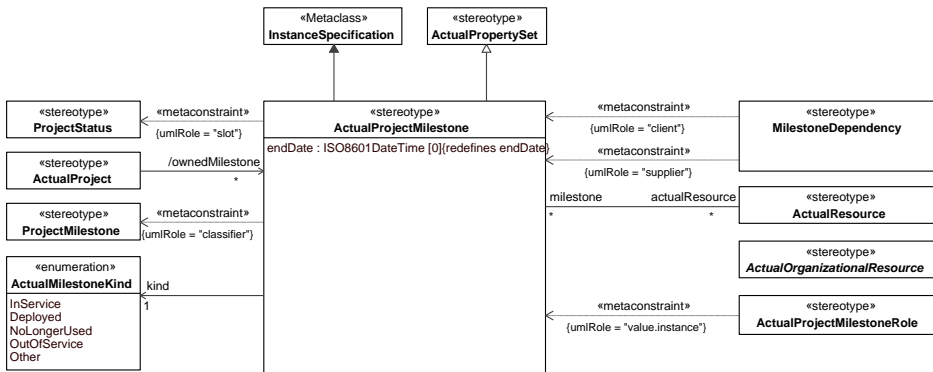 «Metaclass»
InstanceSpecification
«stereotype»
ActualPropertySet
«stereotype»
ProjectStatus
«metaconstraint»
{umlRole = "slot"}
«stereotype»
ActualProjectMilestone
endDate : ISO8601DateTime [0]{redefines endDate}
«metaconstraint»
{umlRole = "client"}
«stereotype»
MilestoneDependency
«metaconstraint»
{umlRole = "supplier"}
«stereotype»
ActualProject
/ownedMilestone
*
milestone
*
actualResource
*
«stereotype»
ActualResource
«stereotype»
ProjectMilestone
«metaconstraint»
{umlRole = "classifier"}
«stereotype»
ActualOrganizationalResource
«enumeration»
ActualMilestoneKind
InService
Deployed
NoLongerUsed
OutOfService
Other
kind
1
«metaconstraint»
{umlRole = "value.instance"}
«stereotype»
ActualProjectMilestoneRole